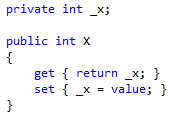 private int _x;
public int X
{
get { return _x; }
set { _x = value; }
}